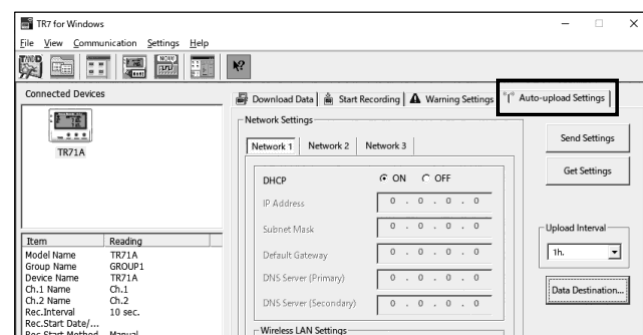 TR7 for Windows
File View Communication Settings Help
Connected Devices
TR71A
Download Data
Start Recording
Warning Settings
Auto-upload Settings
Network Settings
Network 1
Network 2
Network 3
DHCP
ON
OFF
IP Address
0 . 0 . 0 . 0
Subnet Mask
0 . 0 . 0 . 0
Default Gateway
0 . 0 . 0 . 0
DNS Server (Primary)
0 . 0 . 0 . 0
DNS Server (Secondary)
0 . 0 . 0 . 0
Wireless LAN Settings
Send Settings
Get Settings
Upload Interval
1h.
Data Destination...
Item Reading
Model Name TR71A
Group Name GROUP1
Device Name TR71A
Ch.1 Name Ch.1
Ch.2 Name Ch.2
Rec.Interval 10 sec.
Rec.Start Date/...
Rec.Start Method Manual